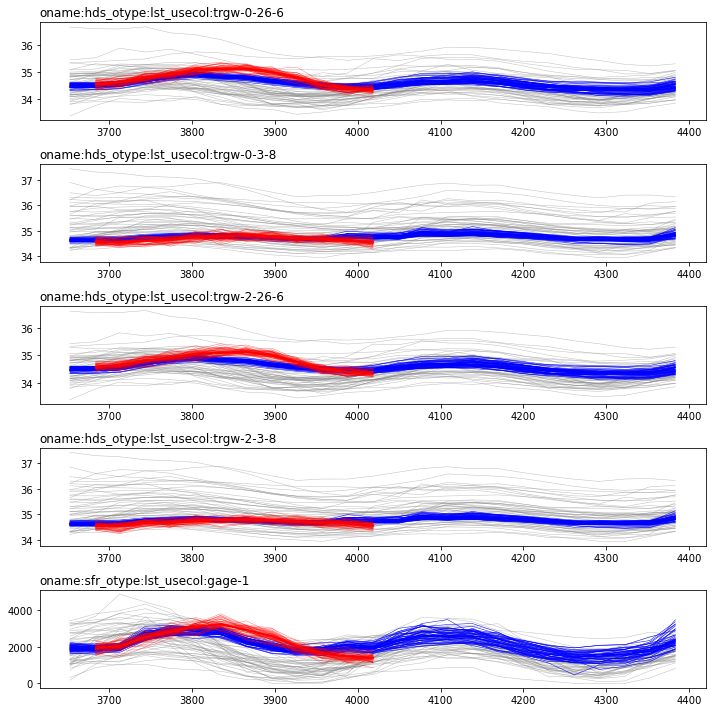 oname:hds_otype:lst_usecol:trgw-0-26-6
36
35
34
3700 3800 3900 4000 4100 4200 4300 4400
oname:hds_otype:lst_usecol:trgw-0-3-8
37
36
35
34
3700 3800 3900 4000 4100 4200 4300 4400
oname:hds_otype:lst_usecol:trgw-2-26-6
36
35
34
3700 3800 3900 4000 4100 4200 4300 4400
oname:hds_otype:lst_usecol:trgw-2-3-8
37
36
35
34
3700 3800 3900 4000 4100 4200 4300 4400
oname:sfr_otype:lst_usecol:gage-1
4000
2000
0
3700 3800 3900 4000 4100 4200 4300 4400